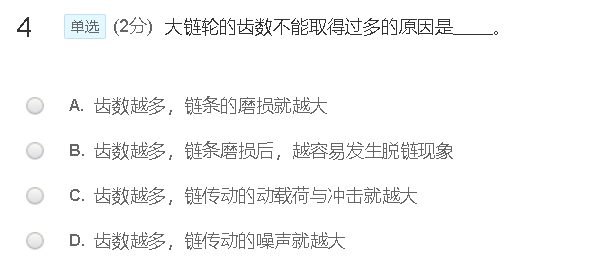 4 单选 (2分) 大链轮的齿数不能取得过多的原因是____。
A. 齿数越多，链条的磨损就越大
B. 齿数越多，链条磨损后，越容易发生脱链现象
C. 齿数越多，链传动的动载荷与冲击就越大
D. 齿数越多，链传动的噪声就越大